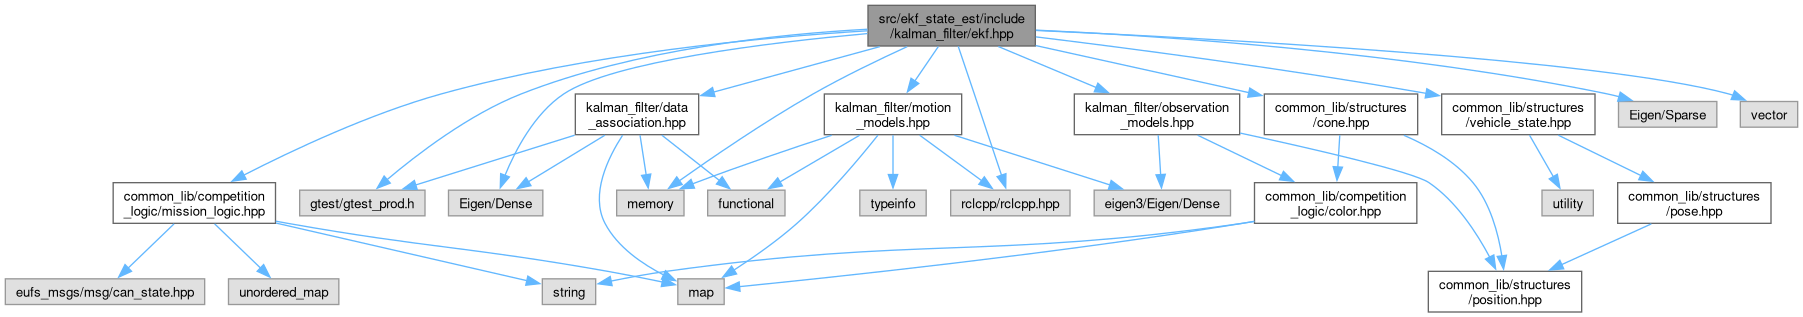 src/ekf_state_est/include
/kalman_filter/ekf.hpp
kalman_filter/data
_association.hpp
kalman_filter/motion
_models.hpp
kalman_filter/observation
_models.hpp
common_lib/structures
/cone.hpp
common_lib/structures
/vehicle_state.hpp
Eigen/Sparse
vector
common_lib/competition
_logic/mission_logic.hpp
gtest/gtest_prod.h
Eigen/Dense
memory
functional
typeinfo
rclcpp/rclcpp.hpp
eigen3/Eigen/Dense
common_lib/competition
_logic/color.hpp
utility
common_lib/structures
/pose.hpp
eufs_msgs/msg/can_state.hpp
unordered_map
string
map
common_lib/structures
/position.hpp